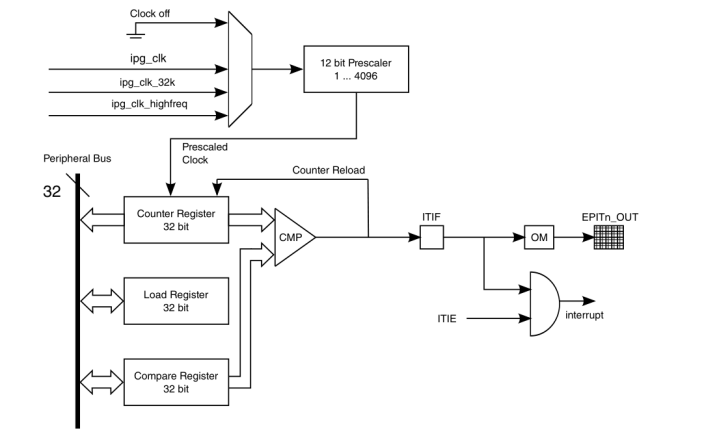 Clock off
ipg_clk
ipg_clk_32k
ipg_clk_highfreq
12 bit Prescaler
1 ... 4096
Prescaled
Clock
Peripheral Bus
32
Counter Reload
Counter Register
32 bit
CMP
ITIF
OM
EPITn_OUT
Load Register
32 bit
ITIE
interrupt
Compare Register
32 bit